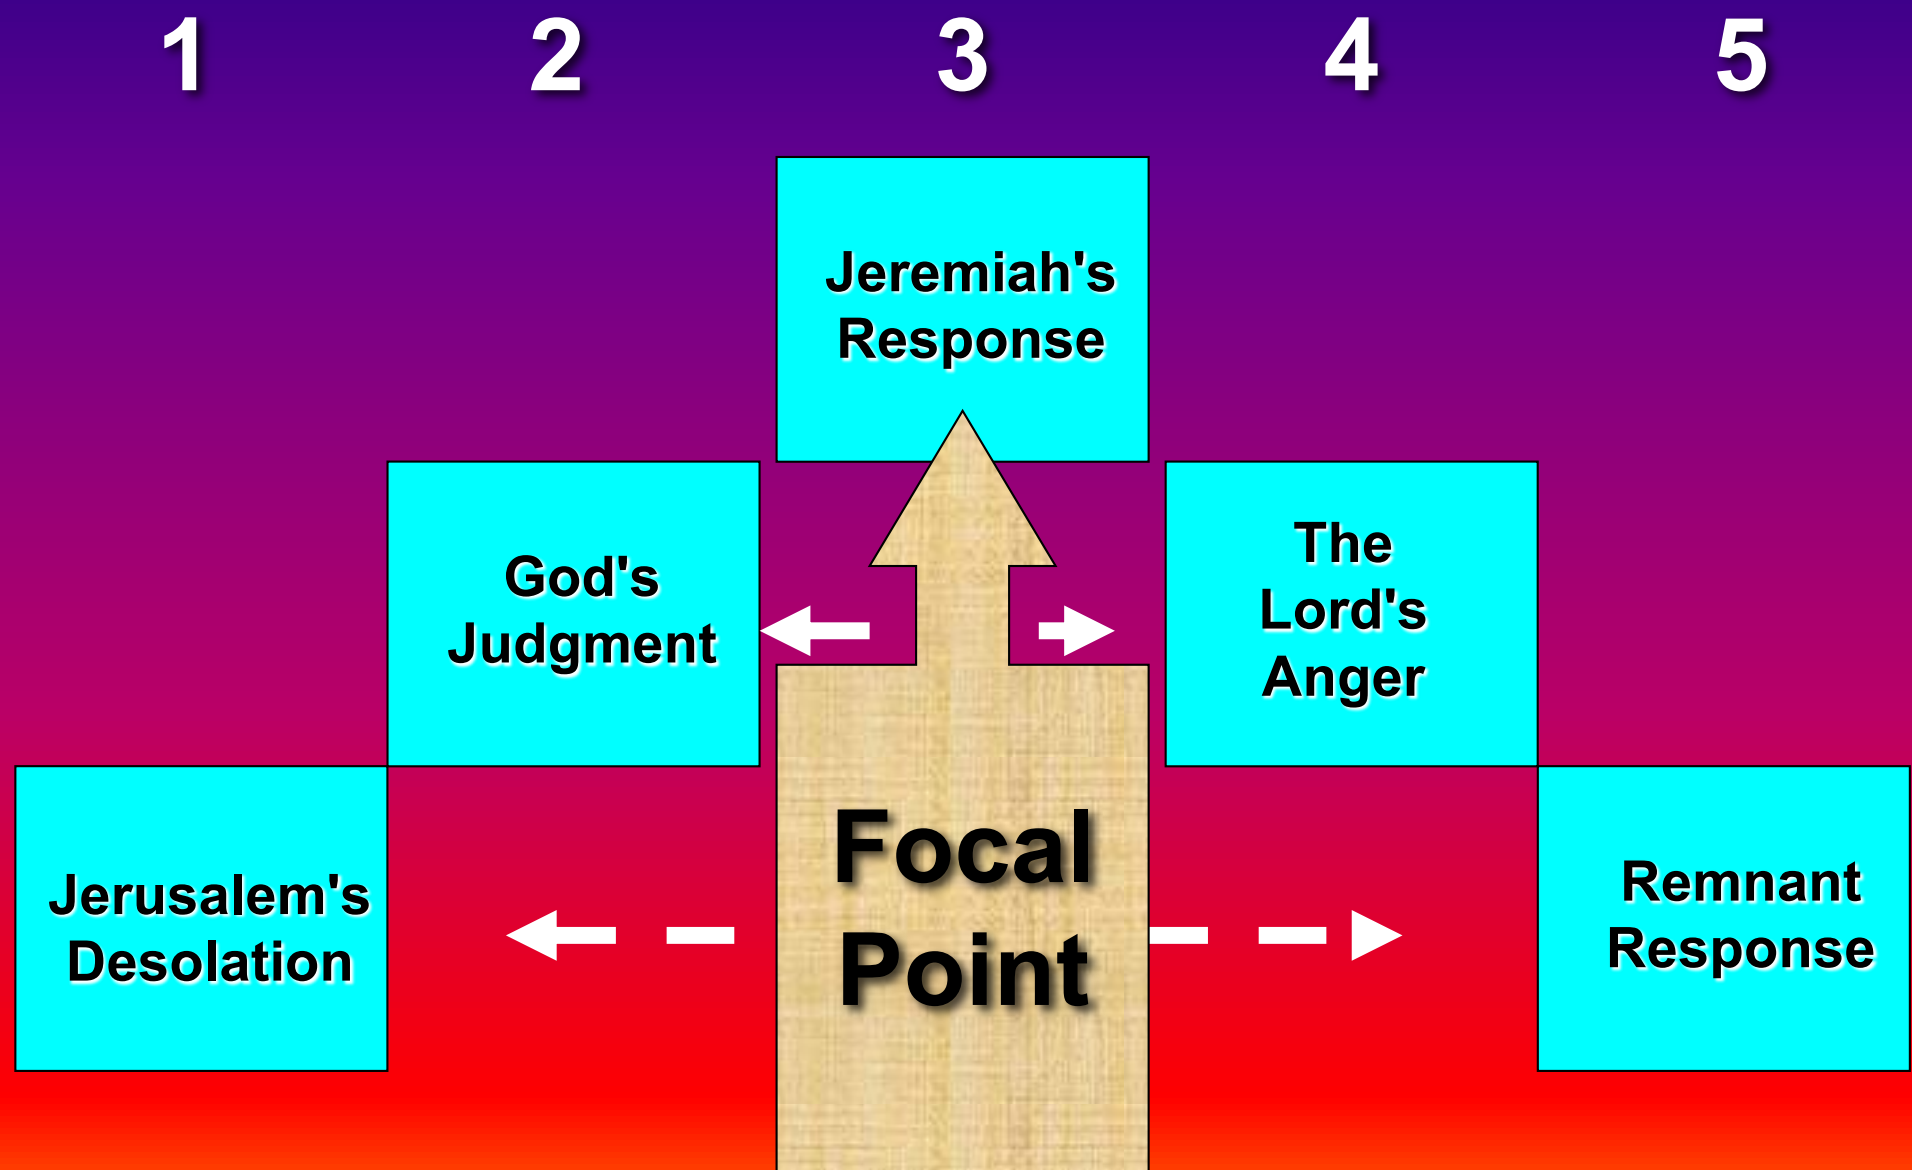 1 2 3 4 5
Jeremiah's
Response
God's
Judgment
The
Lord's
Anger
Jerusalem's
Desolation
Focal
Point
Remnant
Response